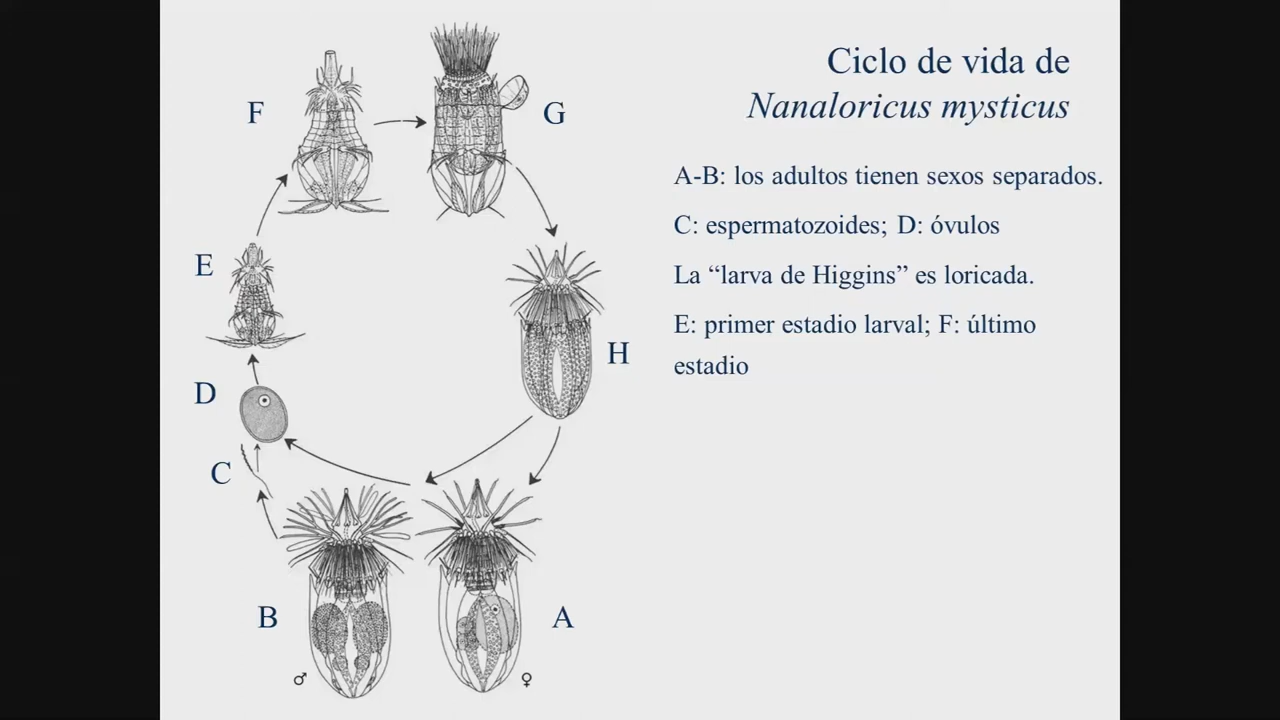 Ciclo de vida de
Nanaloricus mysticus
A-B: los adultos tienen sexos separados.
C: espermatozoides; D: óvulos
La “larva de Higgins” es loricada.
E: primer estadio larval; F: último
estadio
F
G
E
H
D
C
B
A
♂
♀